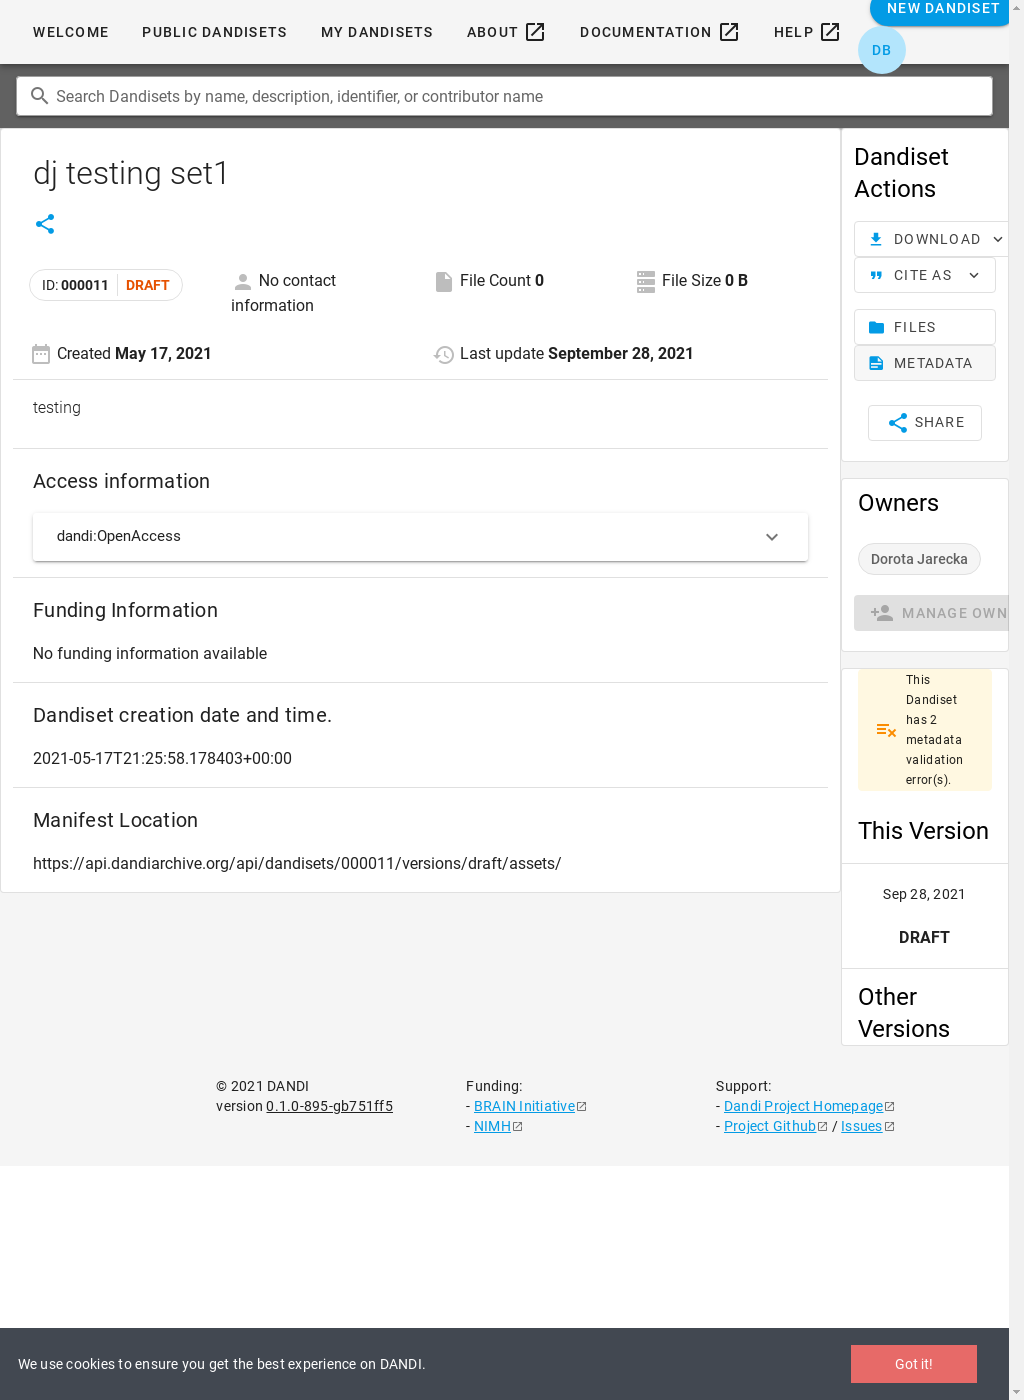 WELCOME PUBLIC DANDISETS MY DANDISETS ABOUT DOCUMENTATION HELP NEW DANDISET
DB
Search Dandisets by name, description, identifier, or contributor name
dj testing set1
ID: 000011 DRAFT
No contact
information
File Count 0
File Size 0 B
Created May 17, 2021
Last update September 28, 2021
testing
Access information
dandi:OpenAccess
Funding Information
No funding information available
Dandiset creation date and time.
2021-05-17T21:25:58.178403+00:00
Manifest Location
https://api.dandiarchive.org/api/dandisets/000011/versions/draft/assets/
Dandiset
Actions
DOWNLOAD
CITE AS
FILES
METADATA
SHARE
Owners
Dorota Jarecka
MANAGE OWN
This
Dandiset
has 2
metadata
validation
error(s).
This Version
Sep 28, 2021
DRAFT
Other
Versions
© 2021 DANDI
version 0.1.0-895-gb751ff5
Funding:
- BRAIN Initiative
- NIMH
Support:
- Dandi Project Homepage
- Project Github / Issues
We use cookies to ensure you get the best experience on DANDI.
Got it!